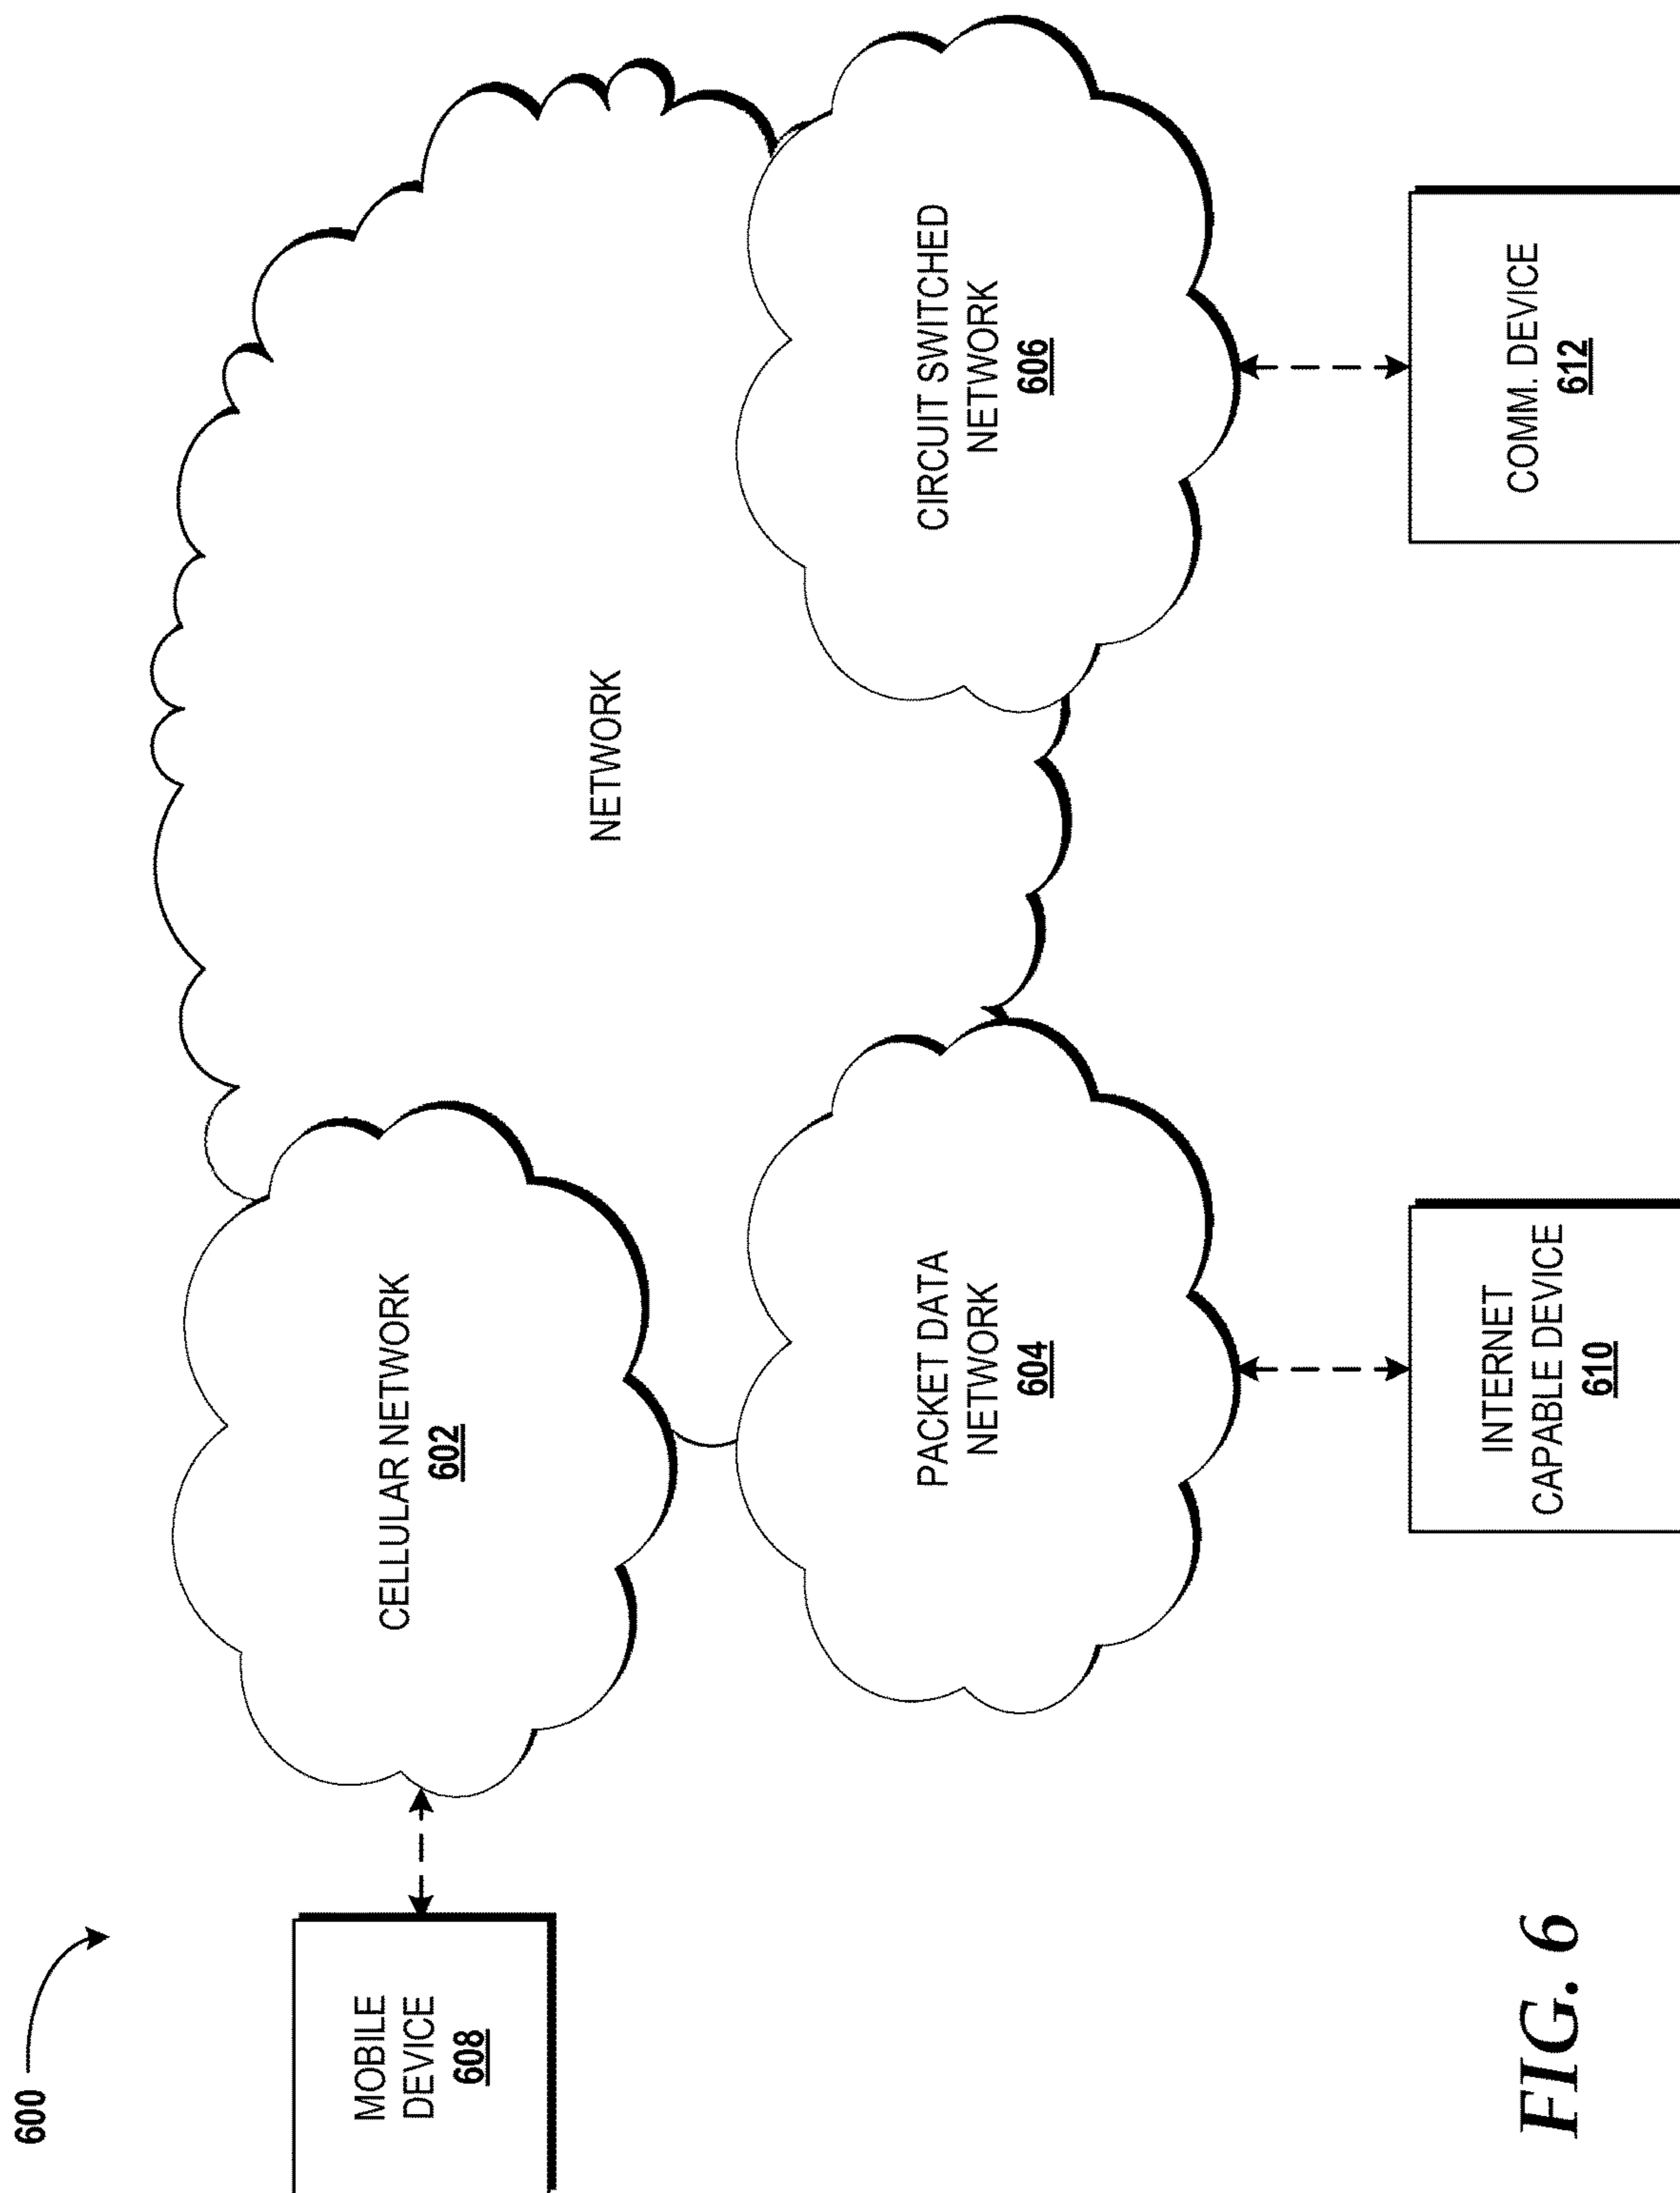 600
MOBILE
DEVICE
608
CELLULAR NETWORK
602
NETWORK
PACKET DATA
NETWORK
604
CIRCUIT SWITCHED
NETWORK
606
INTERNET
CAPABLE DEVICE
610
COMM. DEVICE
612
FIG. 6